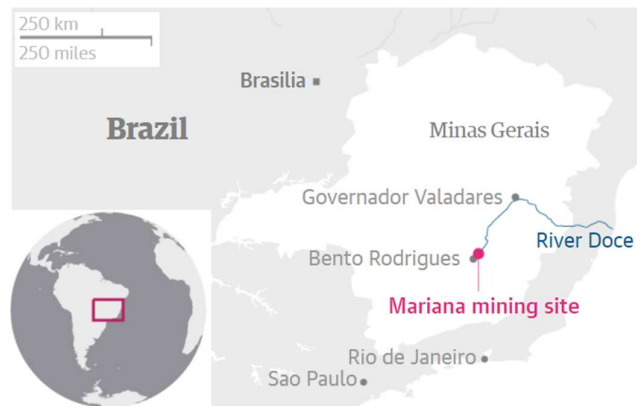 250 km
250 miles
Brasilia
Brazil
Minas Gerais
Governador Valadares
River Doce
Bento Rodrigues
Mariana mining site
Rio de Janeiro
Sao Paulo